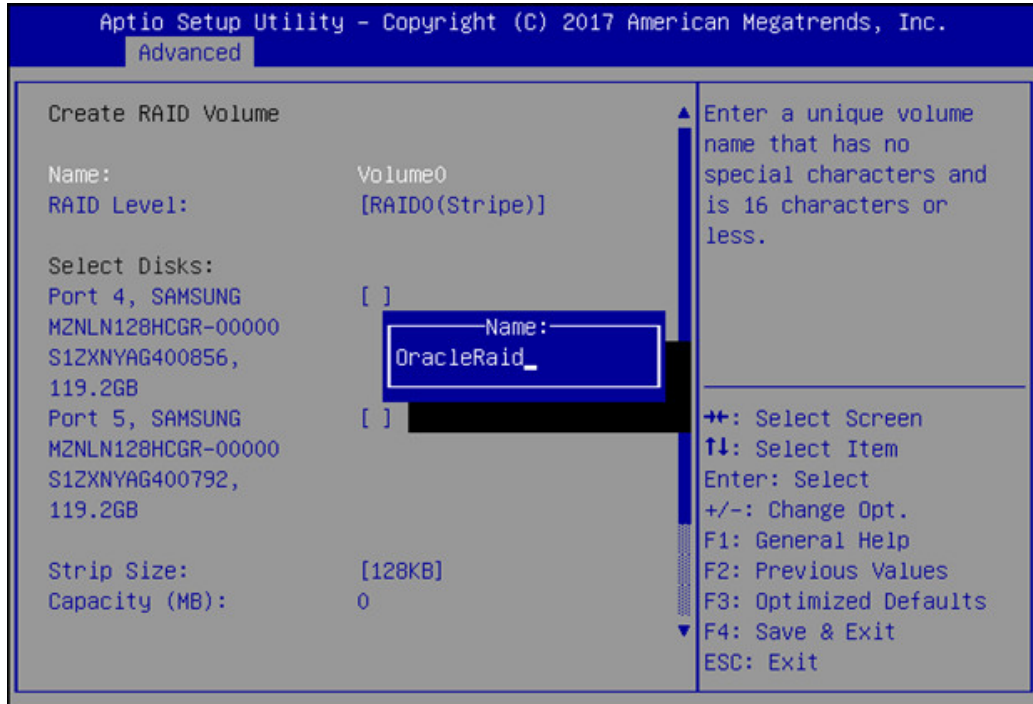 Aptio Setup Utility – Copyright (C) 2017 American Megatrends, Inc.
Advanced
Create RAID Volume
Name: Volume0
RAID Level: [RAID0(Stripe)]
Select Disks:
Port 4, SAMSUNG [ ]
MZNLN128HCGR-00000
S1ZXNYAG400856,
119.2GB
Port 5, SAMSUNG [ ]
MZNLN128HCGR-00000
S1ZXNYAG400792,
119.2GB
Strip Size: [128KB]
Capacity (MB): 0
Name:
OracleRaid_
Enter a unique volume
name that has no
special characters and
is 16 characters or
less.
→←: Select Screen
↑↓: Select Item
Enter: Select
+/-: Change Opt.
F1: General Help
F2: Previous Values
F3: Optimized Defaults
F4: Save & Exit
ESC: Exit